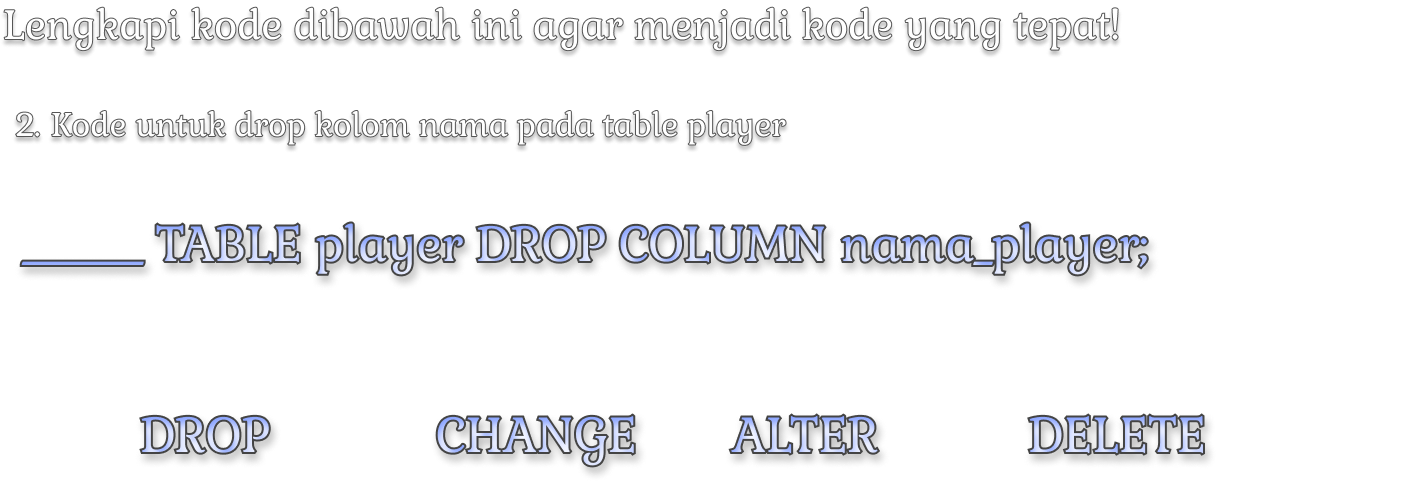 Lengkapi kode dibawah ini agar menjadi kode yang tepat!
2. Kode untuk drop kolom nama pada table player
_____ TABLE player DROP COLUMN nama_player;
DROP CHANGE ALTER DELETE